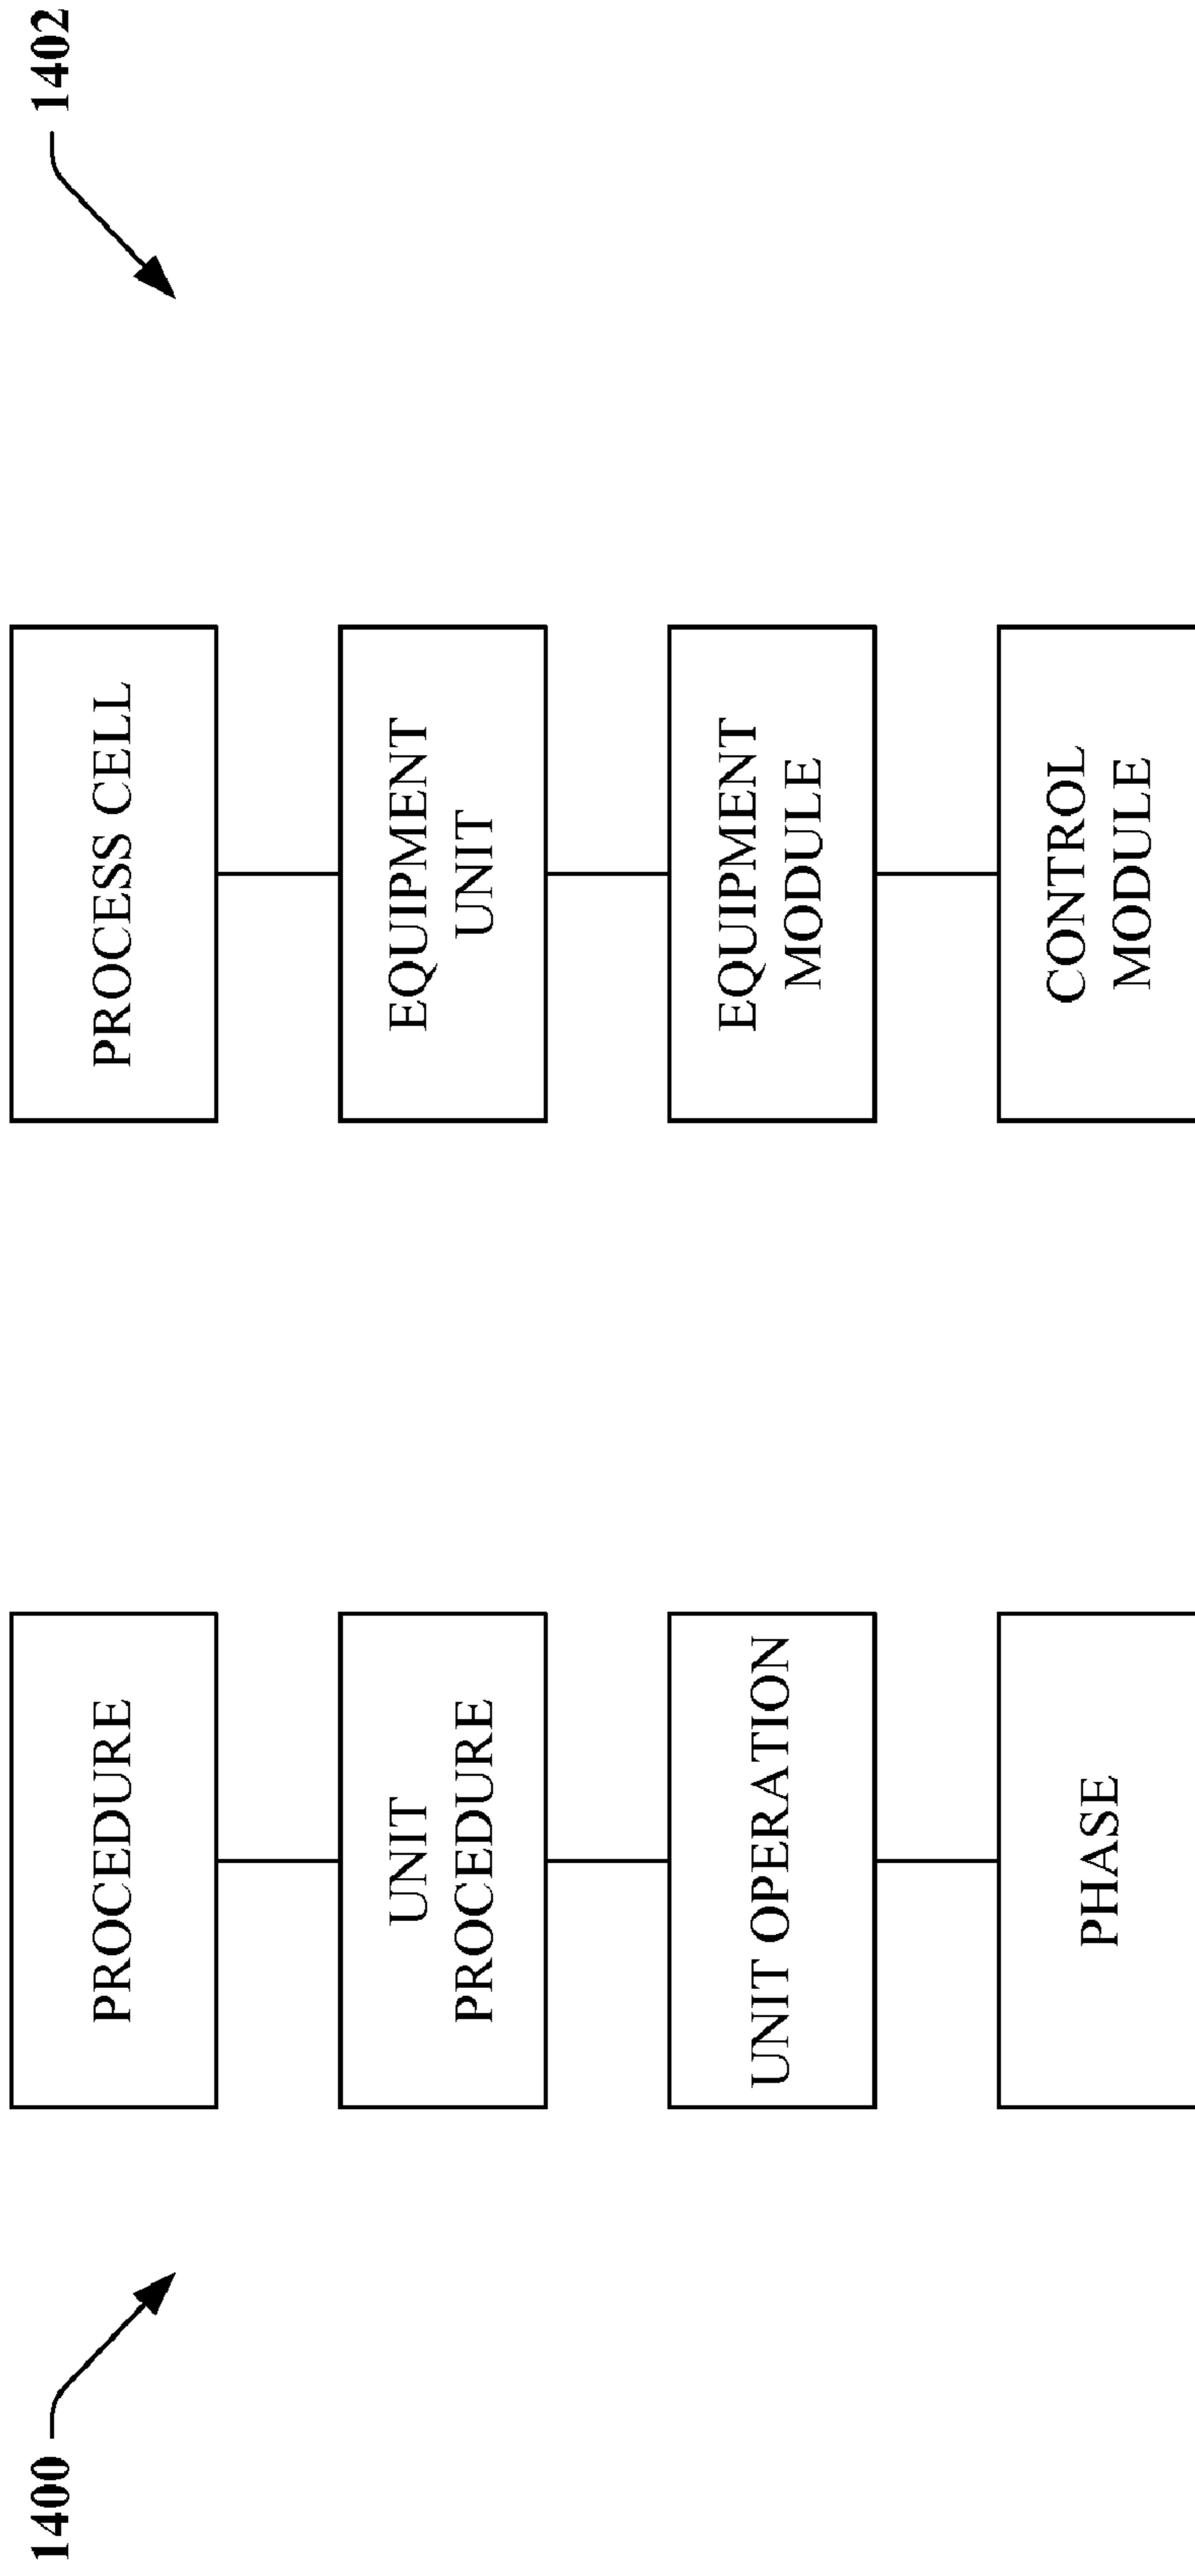 1400
PROCEDURE
UNIT
PROCEDURE
UNIT OPERATION
PHASE
1402
PROCESS CELL
EQUIPMENT
UNIT
EQUIPMENT
MODULE
CONTROL
MODULE